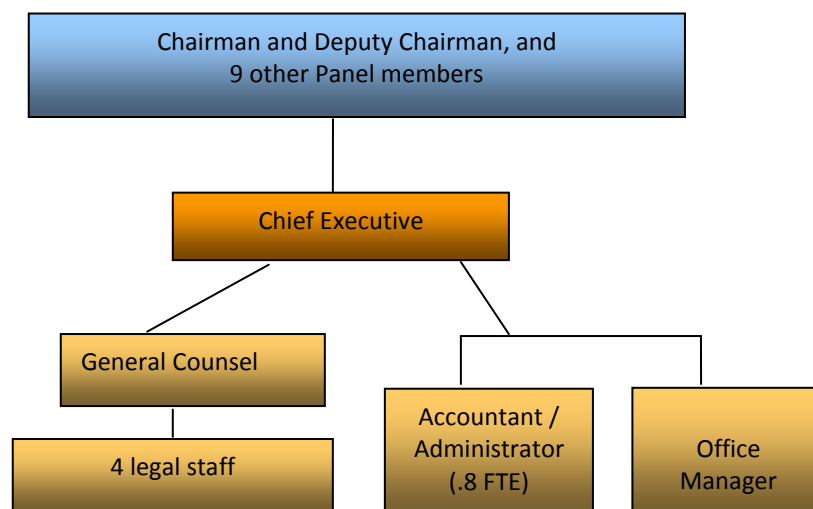 Chairman and Deputy Chairman, and
9 other Panel members
Chief Executive
General Counsel
4 legal staff
Accountant /
Administrator
(.8 FTE)
Office
Manager